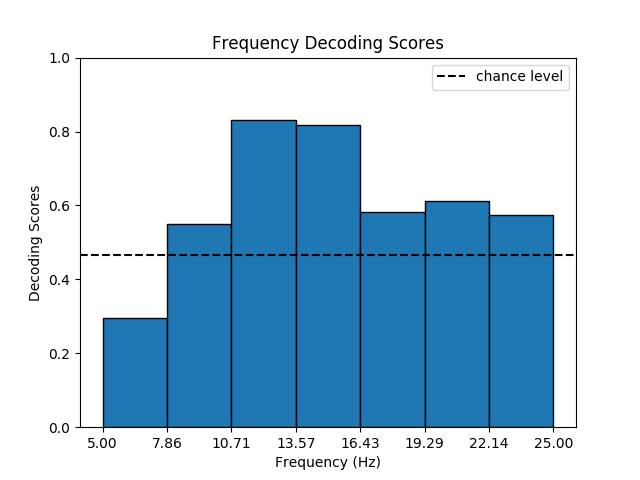 Frequency Decoding Scores
1.0
chance level
0.8
0.6
Decoding Scores
0.4
0.2
0.0
5.00 7.86 10.71 13.57 16.43 19.29 22.14 25.00
Frequency (Hz)